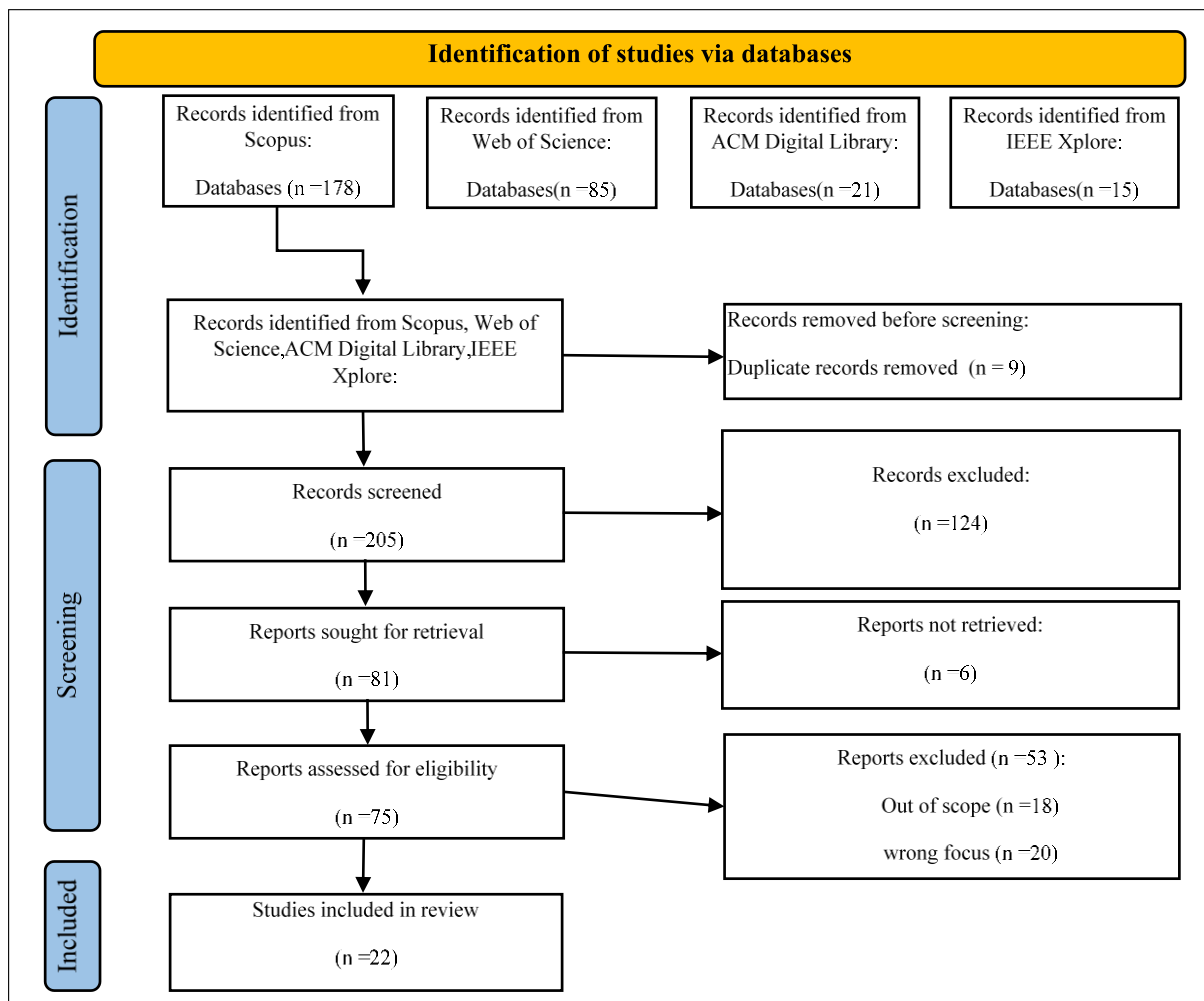 Identification of studies via databases
Identification
Records identified from
Scopus:
Databases (n =178)
Records identified from
Web of Science:
Databases(n =85)
Records identified from
ACM Digital Library:
Databases(n =21)
Records identified from
IEEE Xplore:
Databases(n =15)
Records identified from Scopus, Web of
Science,ACM Digital Library,IEEE
Xplore:
Records removed before screening:
Duplicate records removed (n = 9)
Screening
Records screened
(n =205)
Records excluded:
(n =124)
Reports sought for retrieval
(n =81)
Reports not retrieved:
(n =6)
Reports assessed for eligibility
(n =75)
Reports excluded (n =53 ):
Out of scope (n =18)
wrong focus (n =20)
Included
Studies included in review
(n =22)